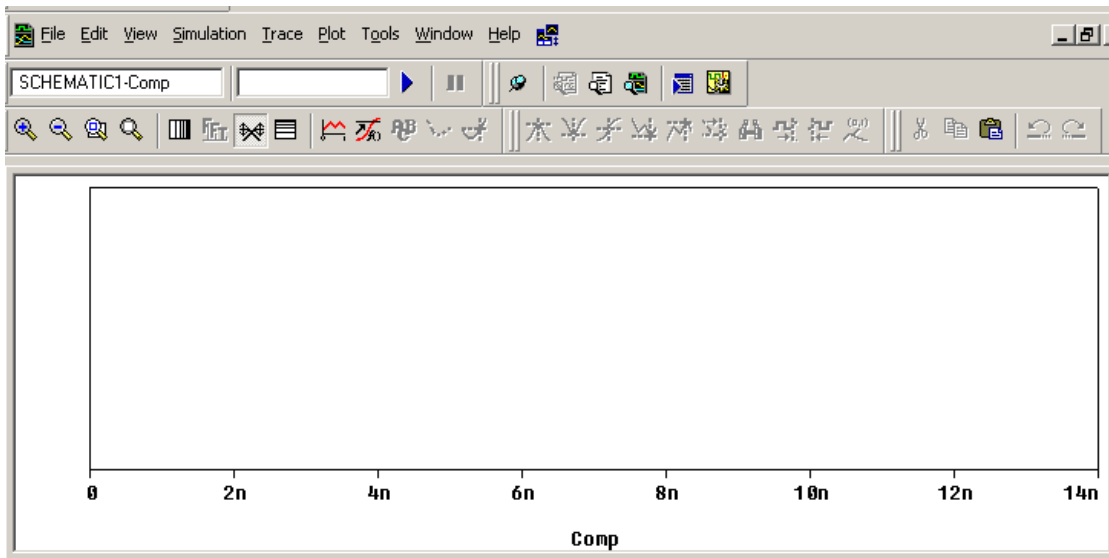 File Edit View Simulation Trace Plot Tools Window Help
SCHEMATIC1-Comp
FFT
0 2n 4n 6n 8n 10n 12n 14n
Comp